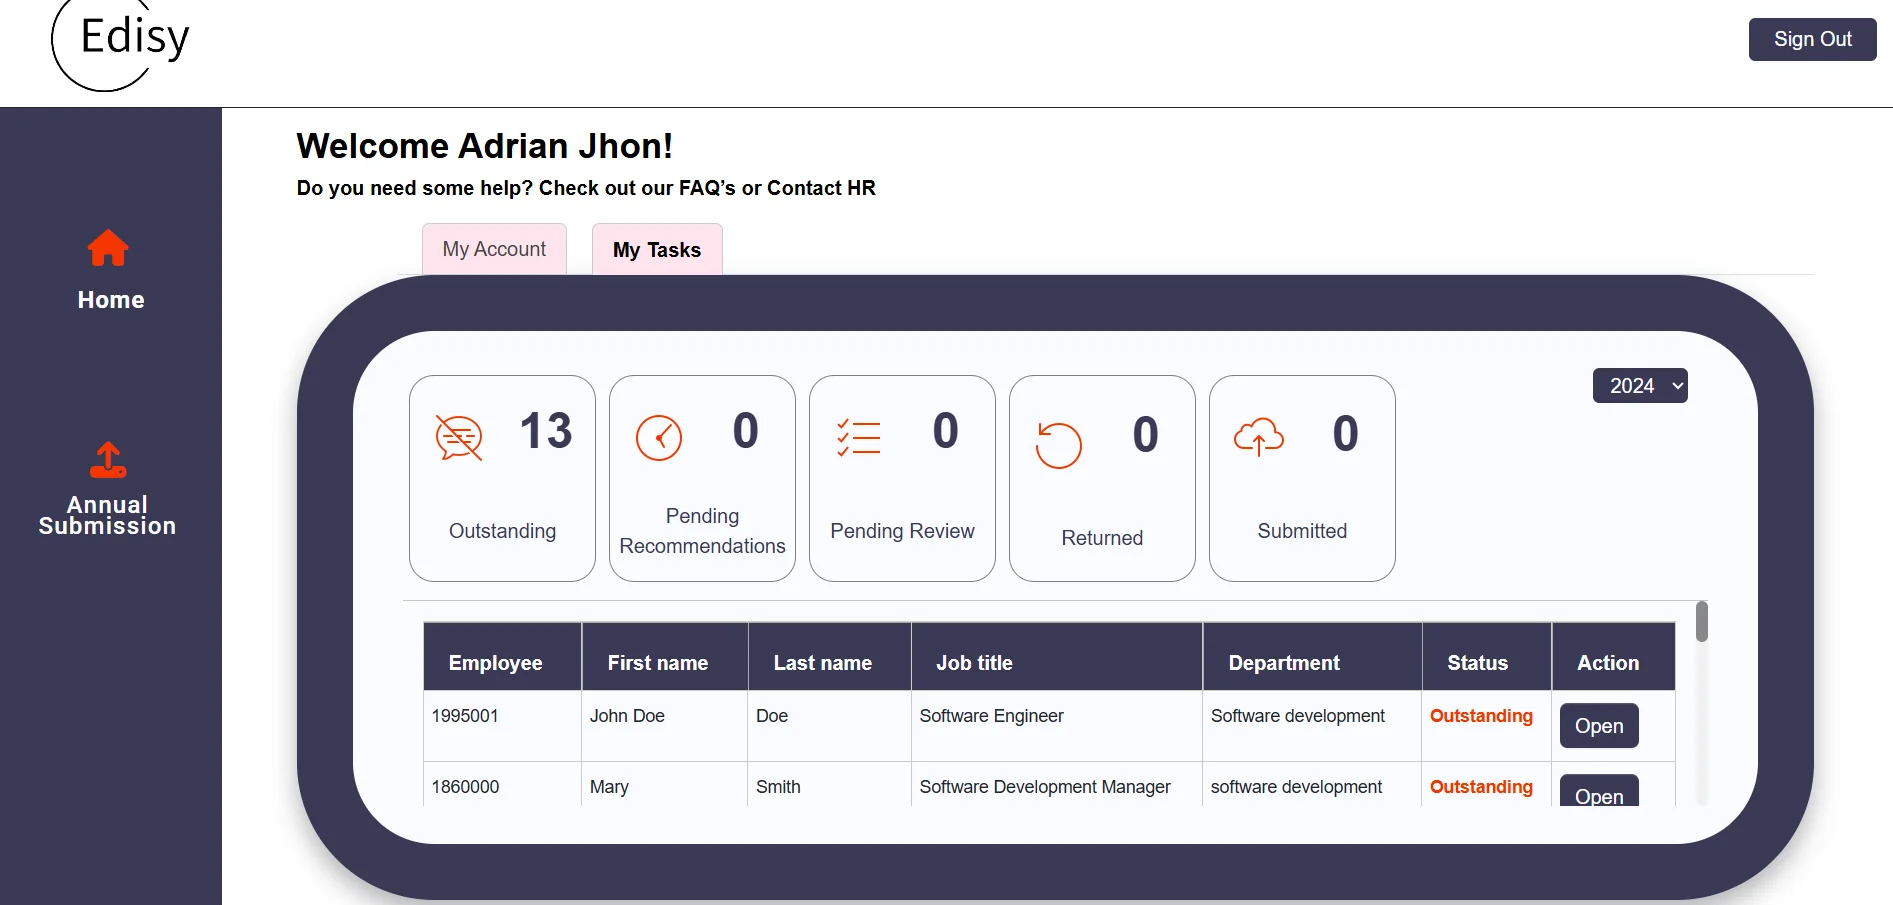 Edisy
Sign Out
Welcome Adrian Jhon!
Do you need some help? Check out our FAQ’s or Contact HR
My Account
My Tasks
Home
Annual
Submission
2024
13
Outstanding
0
Pending
Recommendations
0
Pending Review
0
Returned
0
Submitted
Employee First name Last name Job title Department Status Action
1995001 John Doe Doe Software Engineer Software development Outstanding Open
1860000 Mary Smith Software Development Manager software development Outstanding Open